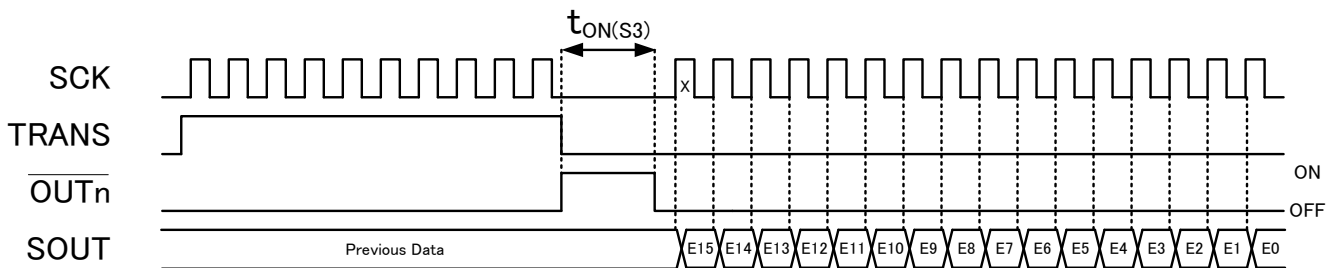 tON(S3)
SCK
X
TRANS
OUTn
ON
OFF
SOUT
Previous Data
E15 E14 E13 E12 E11 E10 E9 E8 E7 E6 E5 E4 E3 E2 E1 E0